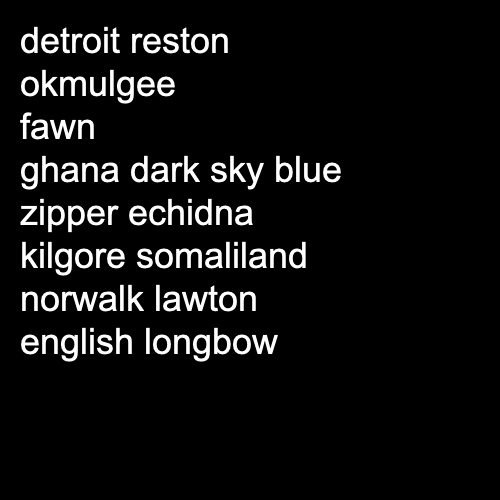 detroit reston
okmulgee
fawn
ghana dark sky blue
zipper echidna
kilgore somaliland
norwalk lawton
english longbow